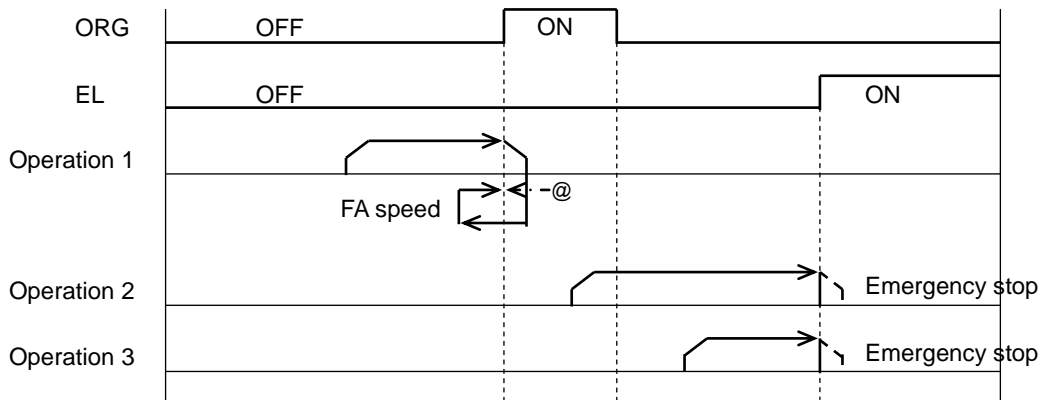 ORG OFF ON
EL OFF ON
Operation 1
FA speed @
Operation 2 Emergency stop
Operation 3 Emergency stop